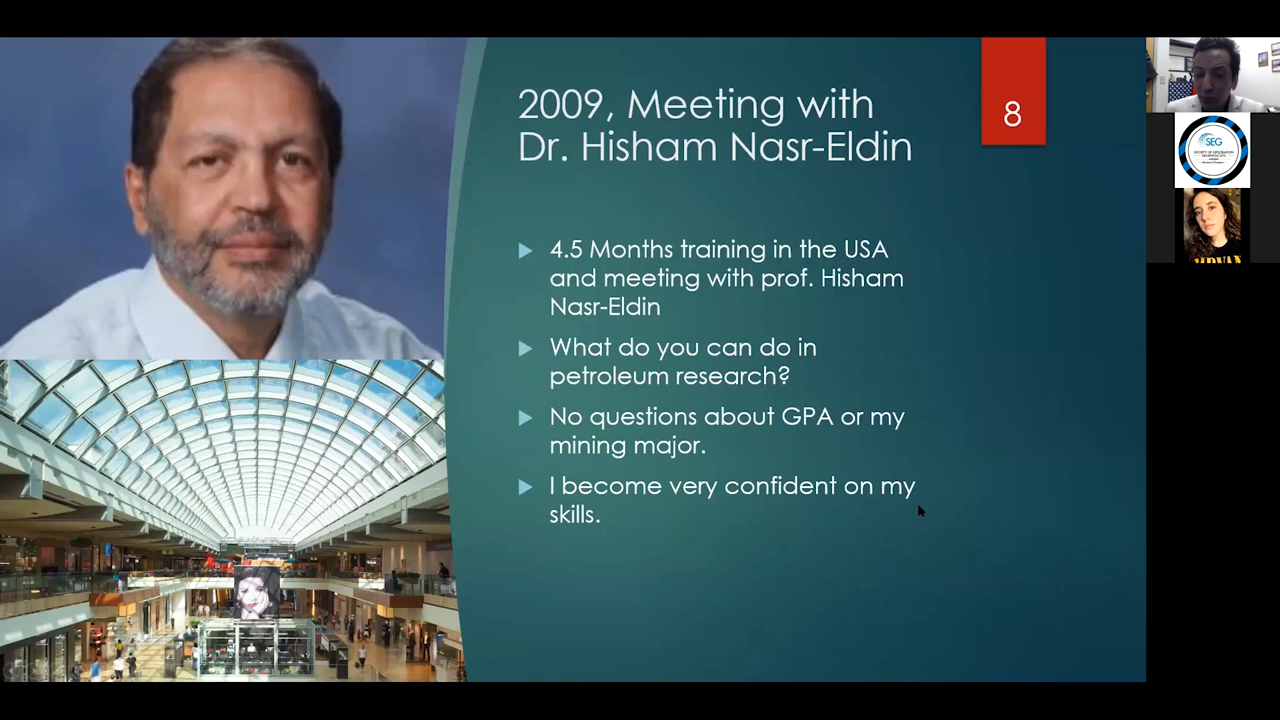 2009, Meeting with
Dr. Hisham Nasr-Eldin
8
4.5 Months training in the USA
and meeting with prof. Hisham
Nasr-Eldin
What do you can do in
petroleum research?
No questions about GPA or my
mining major.
I become very confident on my
skills.
SEG